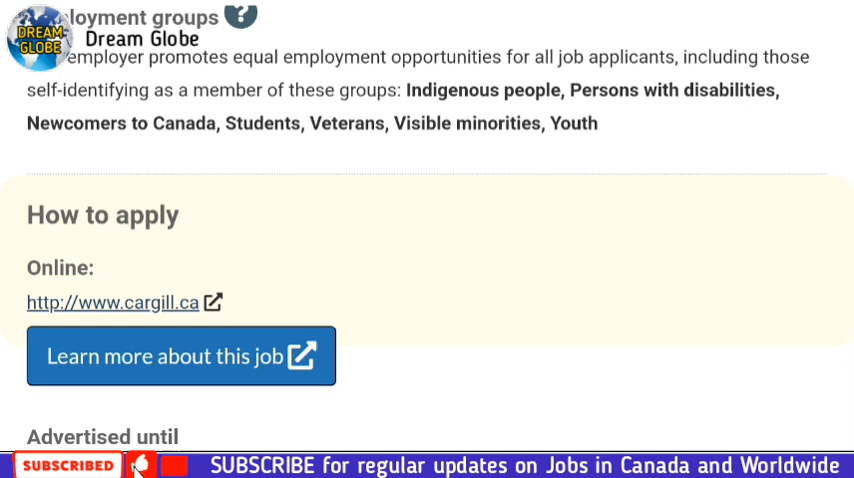 loyment groups ?
DREAM
GLOBE
Dream Globe
employer promotes equal employment opportunities for all job applicants, including those
self-identifying as a member of these groups: Indigenous people, Persons with disabilities,
Newcomers to Canada, Students, Veterans, Visible minorities, Youth
How to apply
Online:
http://www.cargill.ca
Learn more about this job
Advertised until
SUBSCRIBED
SUBSCRIBE for regular updates on Jobs in Canada and Worldwide